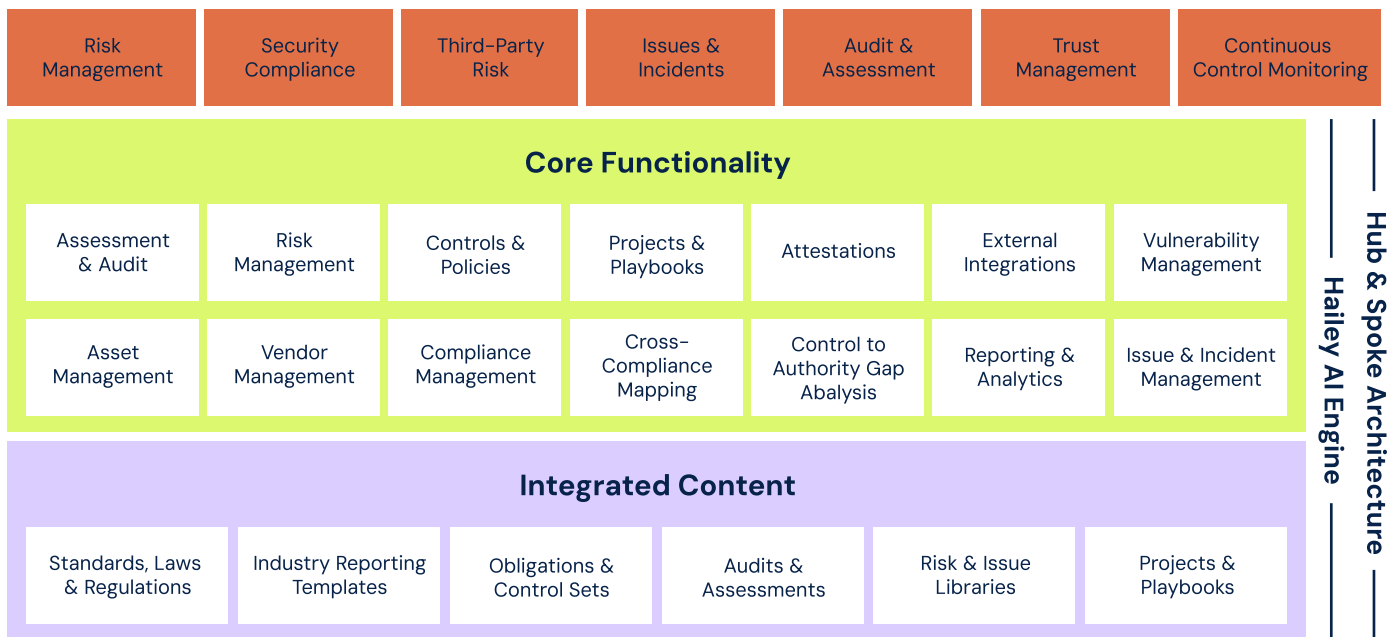 Risk
Management
Security
Compliance
Third-Party
Risk
Issues &
Incidents
Audit &
Assessment
Trust
Management
Continuous
Control Monitoring
Core Functionality
Assessment
& Audit
Risk
Management
Controls &
Policies
Projects &
Playbooks
Attestations
External
Integrations
Vulnerability
Management
Asset
Management
Vendor
Management
Compliance
Management
Cross-
Compliance
Mapping
Control to
Authority Gap
Abalysis
Reporting &
Analytics
Issue & Incident
Management
Integrated Content
Standards, Laws
& Regulations
Industry Reporting
Templates
Obligations &
Control Sets
Audits &
Assessments
Risk & Issue
Libraries
Projects &
Playbooks
Hailey AI Engine
Hub & Spoke Architecture